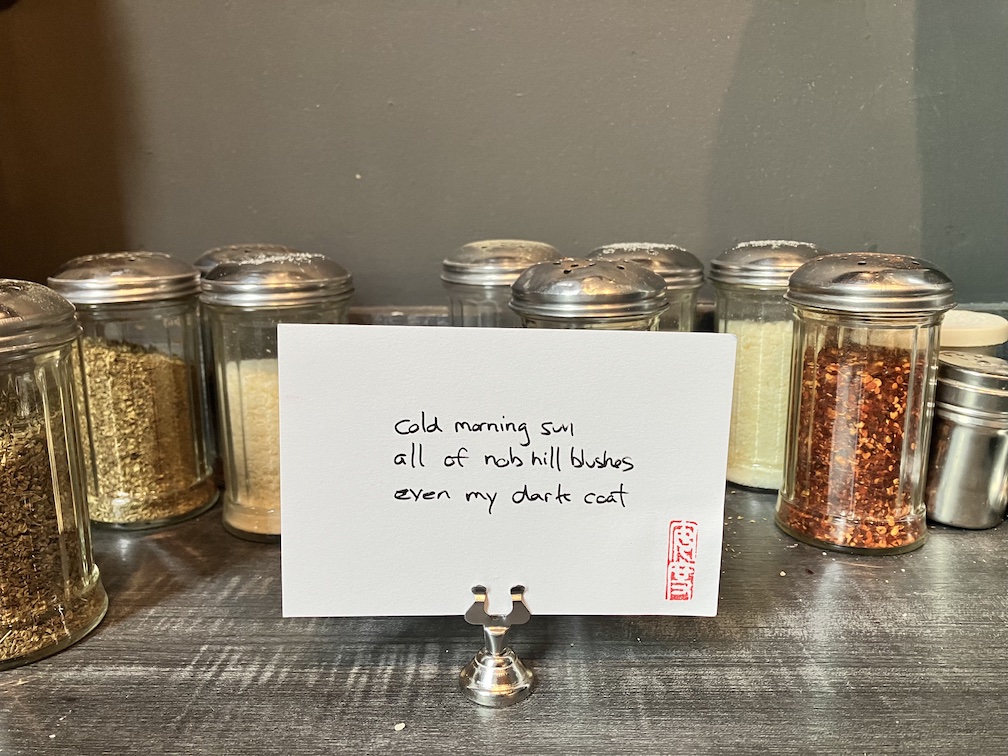 cold morning sun
all of nob hill blushes
even my dark coat